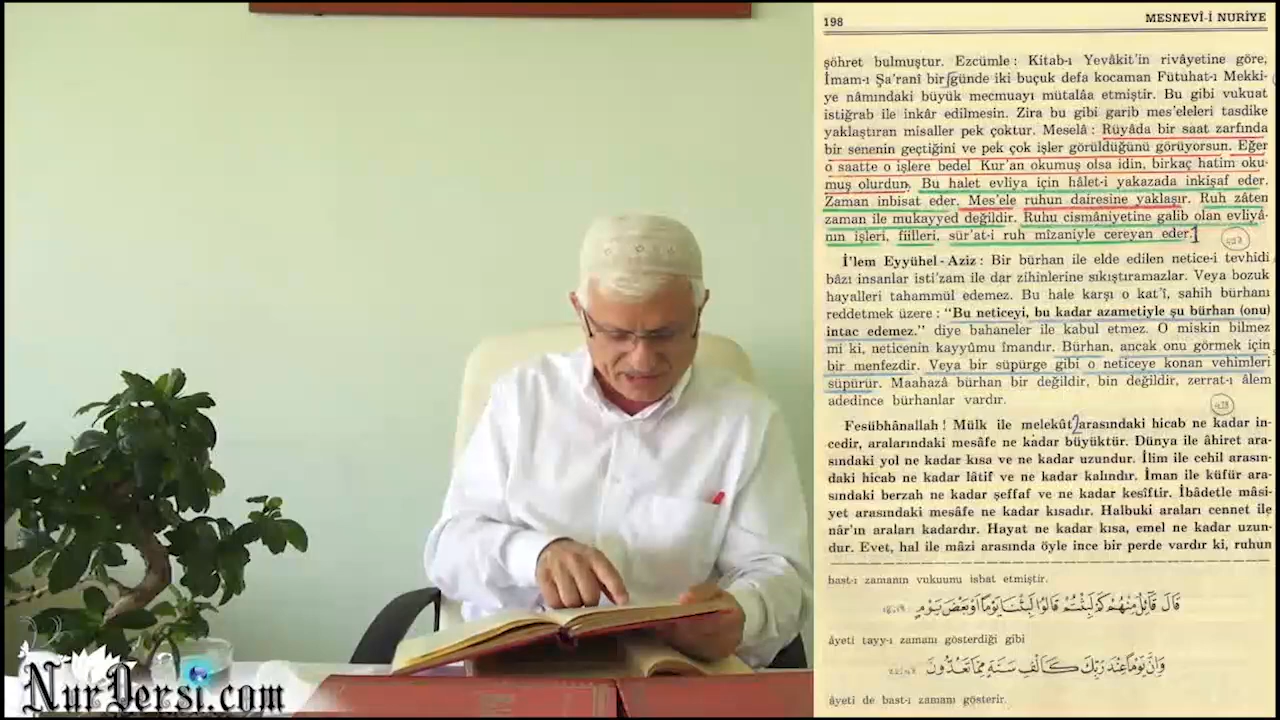 198 MESNEVÎ-İ NURİYE
şöhret bulmuştur. Ezcümle : Kitab-ı Yevâkit'in rivâyetine göre,
İmam-ı Şa'ranî bir günde iki buçuk defa kocaman Fütuhat-ı Mekki-
ye nâmındaki büyük mecmuayı mütalâa etmiştir. Bu gibi vukuat
istiğrab ile inkâr edilmesin. Zira bu gibi garib mes'eleleri tasdike
yaklaştıran misaller pek çoktur. Meselâ : Rüyâda bir saat zarfında
bir senenin geçtiğini ve pek çok işler görüldüğünü görüyorsun. Eğer
o saatte o işlere bedel Kur'an okumuş olsa idin, birkaç hatim oku-
muş olurdun. Bu halet evliya için hâlet-i yakazada inkişaf eder.
Zaman inbisat eder. Mes'ele ruhun dairesine yaklaşır. Ruh zâten
zaman ile mukayyed değildir. Ruhu cismâniyetine galib olan evliyâ-
nın işleri, fiilleri, sür'at-i ruh mîzaniyle cereyan eder. 1
İ'lem Eyyühel - Aziz : Bir bürhan ile elde edilen netice-i tevhidi
bâzı insanlar isti'zam ile dar zihinlerine sıkıştıramazlar. Veya bozuk
hayalleri tahammül edemez. Bu hale karşı o kat'î, sahih bürhanı
reddetmek üzere : "Bu neticeyi, bu kadar azametiyle şu bürhan (onu)
intac edemez." diye bahaneler ile kabul etmez. O miskin bilmez
mi ki, neticenin kayyûmu îmandır. Bürhan, ancak onu görmek için
bir menfezdir. Veya bir süpürge gibi o neticeye konan vehimleri
süpürür. Maahazâ bürhan bir değildir, bin değildir, zerrat-ı âlem
adedince bürhanlar vardır.
Fesübhânallah ! Mülk ile melekût 2 arasındaki hicab ne kadar in-
cedir, aralarındaki mesâfe ne kadar büyüktür. Dünya ile âhiret ara-
sındaki yol ne kadar kısa ve ne kadar uzundur. İlim ile cehil arasın-
daki hicab ne kadar lâtif ve ne kadar kalındır. İman ile küfür ara-
sındaki berzah ne kadar şeffaf ve ne kadar kesîftir. İbâdetle mâsi-
yet arasındaki mesâfe ne kadar kısadır. Halbuki araları cennet ile
nâr'ın araları kadardır. Hayat ne kadar kısa, emel ne kadar uzun-
dur. Evet, hal ile mâzi arasında öyle ince bir perde vardır ki, ruhun
bast-ı zamanın vukuunu isbat etmiştir.
قَالَ قَائِلٌ مِنْهُمْ كَمْ لَبِثْتُمْ قَالُوا لَبِثْنَا يَوْمًا اَوْ بَعْضَ يَوْمٍ
âyeti tayy-ı zamanı gösterdiği gibi
وَاِنَّ يَوْمًا عِنْدَ رَبِّكَ كَاَلْفِ سَنَةٍ مِمَّا تَعُدُّونَ
âyeti de bast-ı zamanı gösterir.
NurDersi.com